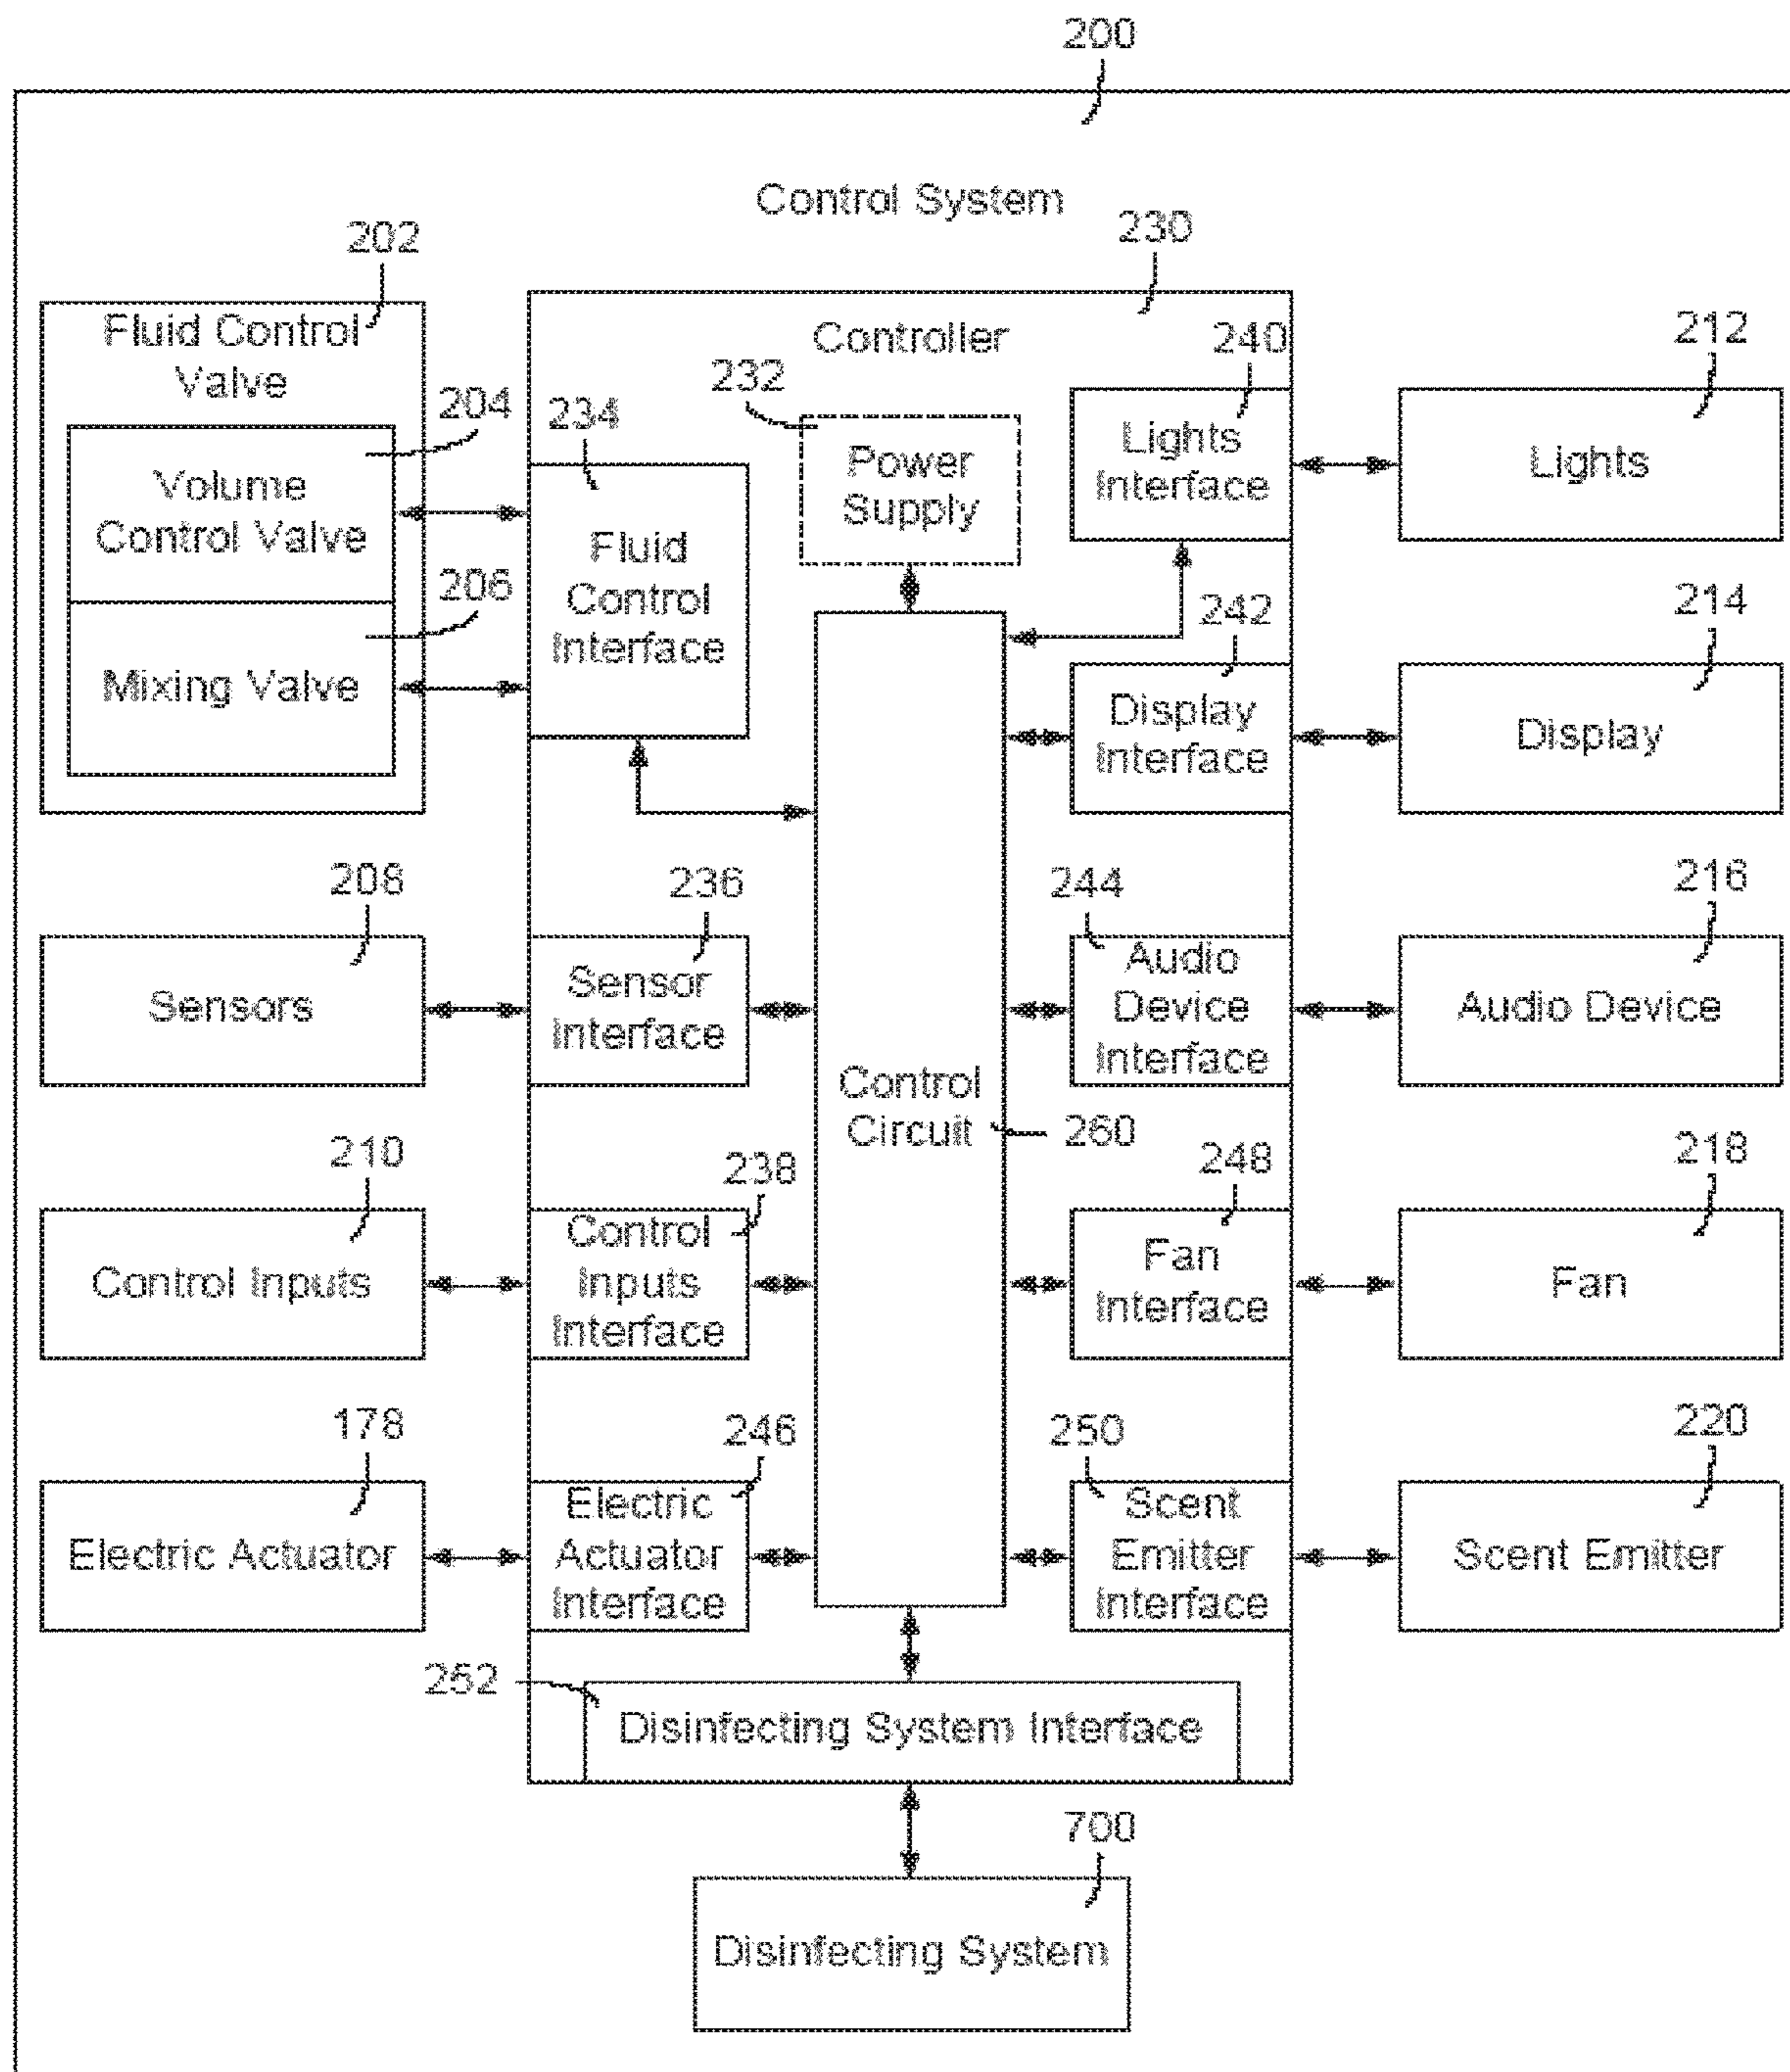 200
Control System
202
230
Fluid Control
Valve
Controller
240
212
204
234
232
Volume
Control Valve
Power
Supply
Lights
Interface
Lights
Fluid
Control
Interface
206
242
214
Mixing Valve
Display
Interface
Display
208
236
244
216
Sensors
Sensor
Interface
Audio
Device
Interface
Audio Device
Control
Circuit
260
210
238
248
218
Control Inputs
Control
Inputs
Interface
Fan
Interface
Fan
178
246
250
220
Electric Actuator
Electric
Actuator
Interface
Scent
Emitter
Interface
Scent Emitter
252
Disinfecting System Interface
700
Disinfecting System